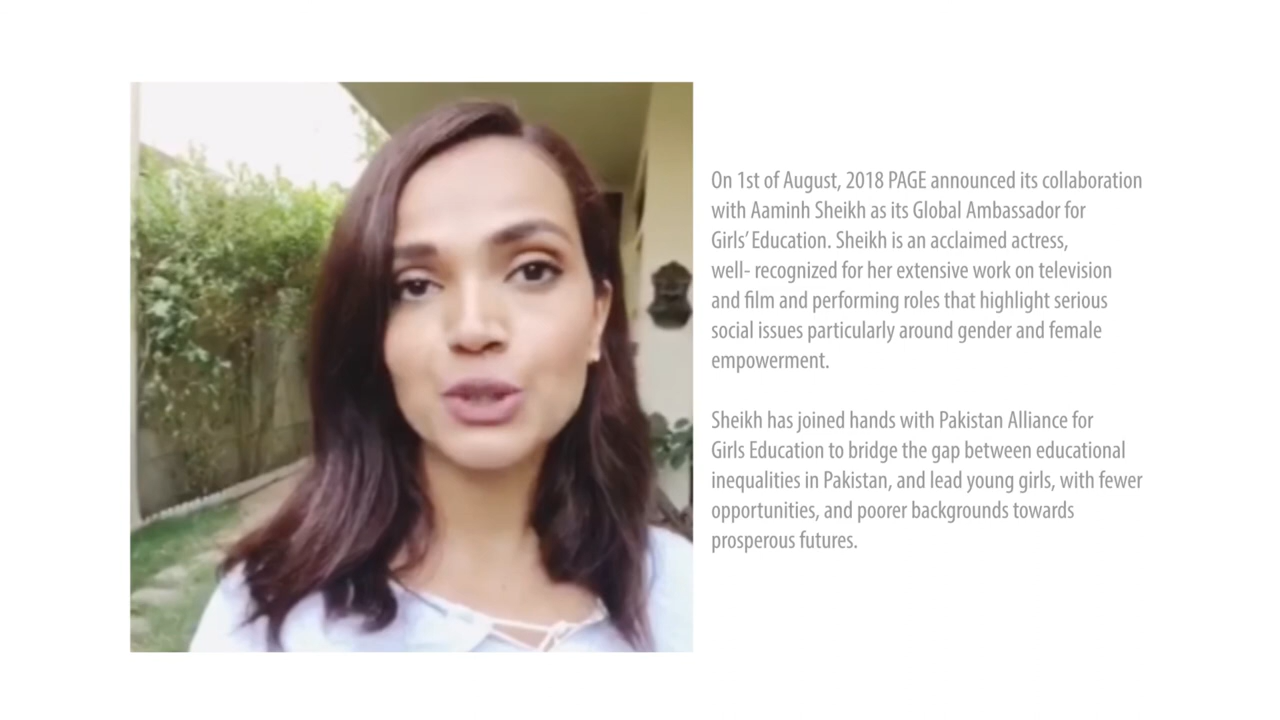 On 1st of August, 2018 PAGE announced its collaboration
with Aaminh Sheikh as its Global Ambassador for
Girls’ Education. Sheikh is an acclaimed actress,
well- recognized for her extensive work on television
and film and performing roles that highlight serious
social issues particularly around gender and female
empowerment.
Sheikh has joined hands with Pakistan Alliance for
Girls Education to bridge the gap between educational
inequalities in Pakistan, and lead young girls, with fewer
opportunities, and poorer backgrounds towards
prosperous futures.